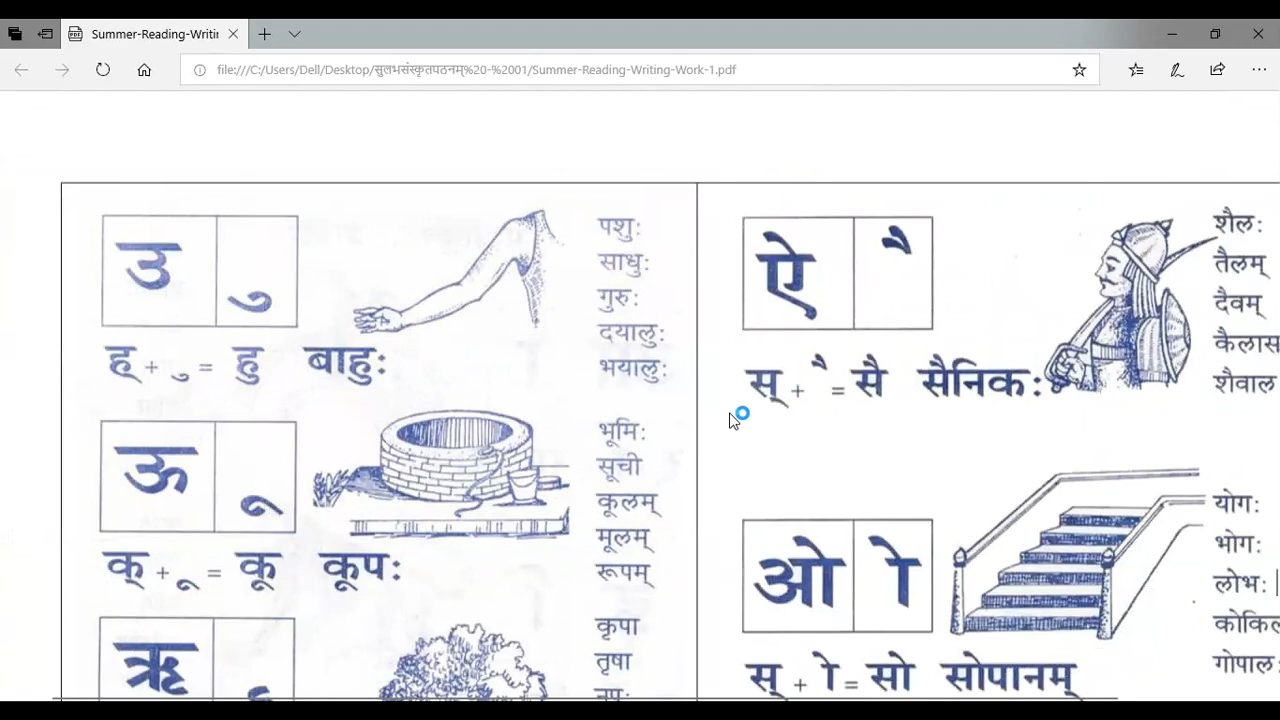 Summer-Reading-Writin
file:///C:/Users/Dell/Desktop/सुलभसंस्कृतपठनम्%20-%2001/Summer-Reading-Writing-Work-1.pdf
उ ु
ह् + ु = हु बाहुः
पशुः
साधुः
गुरुः
दयालुः
भयालुः
ऊ ू
क् + ू = कू कूपः
भूमिः
सूची
कूलम्
मूलम्
रूपम्
ऋ
कृपा
तृषा
ऐ ै
स् + ै = सै सैनिकः
शैलः
तैलम्
दैवम्
कैलास
शैवाल
ओ ो
स् + ो = सो सोपानम्
योगः
भोगः
लोभः
कोकिल
गोपालः